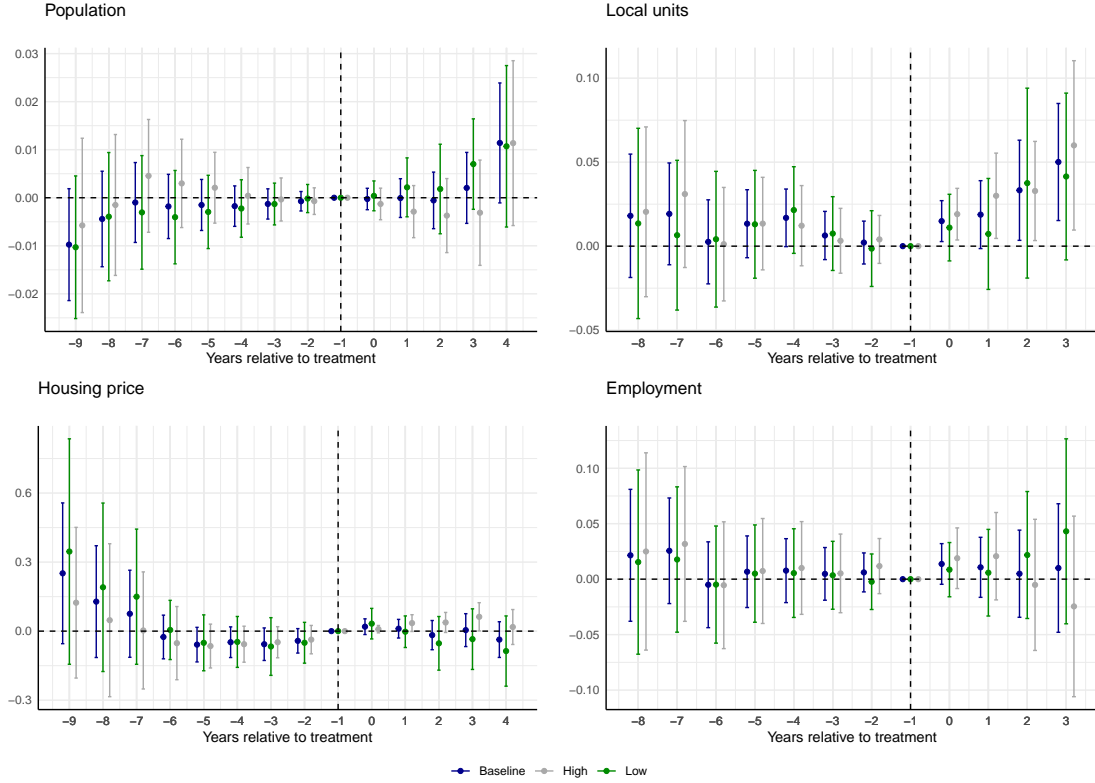 Population
0.03
0.02
0.01
0.00
−0.01
−0.02
−9 −8 −7 −6 −5 −4 −3 −2 −1 0 1 2 3 4
Years relative to treatment
Local units
0.10
0.05
0.00
−0.05
−8 −7 −6 −5 −4 −3 −2 −1 0 1 2 3
Years relative to treatment
Housing price
0.6
0.3
0.0
−0.3
−9 −8 −7 −6 −5 −4 −3 −2 −1 0 1 2 3 4
Years relative to treatment
Employment
0.10
0.05
0.00
−0.05
−0.10
−8 −7 −6 −5 −4 −3 −2 −1 0 1 2 3
Years relative to treatment
Baseline High Low